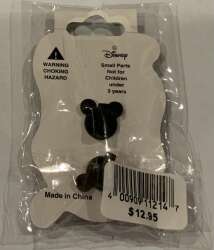 Disney
WARNING
CHOKING
HAZARD
Small Parts
Not for
Children
under
3 years
Made in China
4 00909 11214 7
$12.95